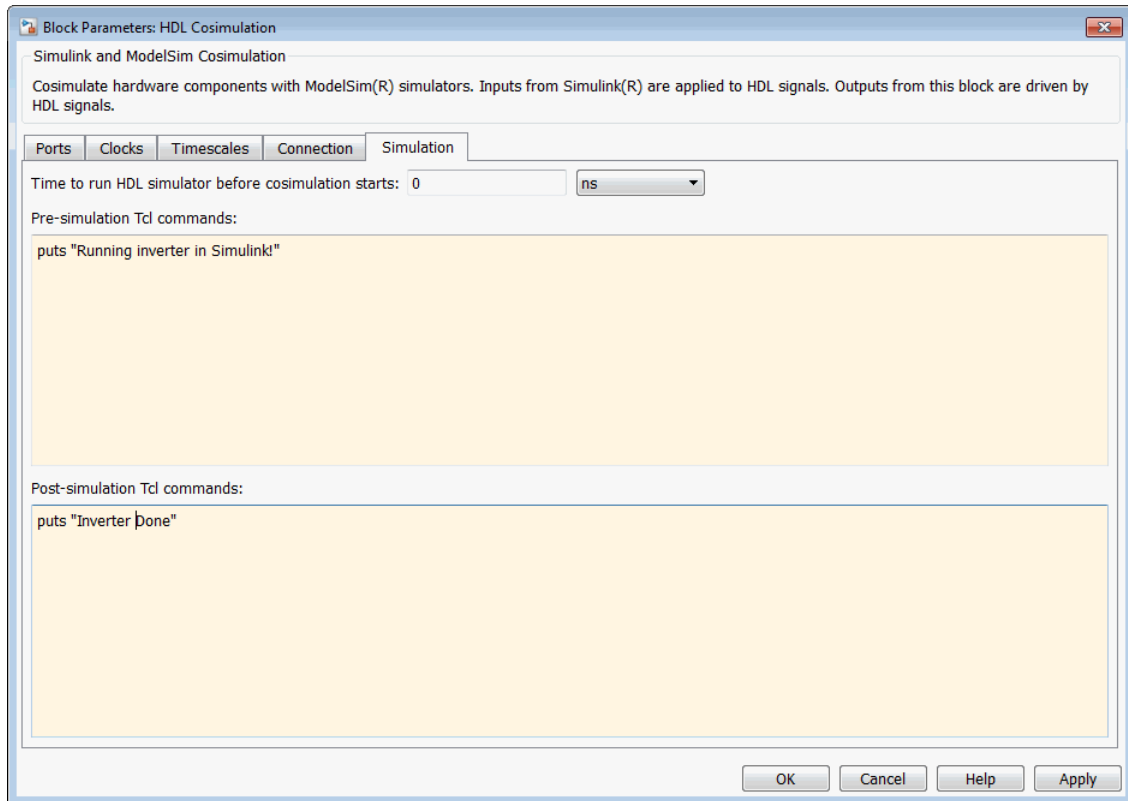 Block Parameters: HDL Cosimulation
Simulink and ModelSim Cosimulation
Cosimulate hardware components with ModelSim(R) simulators. Inputs from Simulink(R) are applied to HDL signals. Outputs from this block are driven by
HDL signals.
Ports Clocks Timescales Connection Simulation
Time to run HDL simulator before cosimulation starts: 0 ns
Pre-simulation Tcl commands:
puts "Running inverter in Simulink!"
Post-simulation Tcl commands:
puts "Inverter Done"
OK Cancel Help Apply